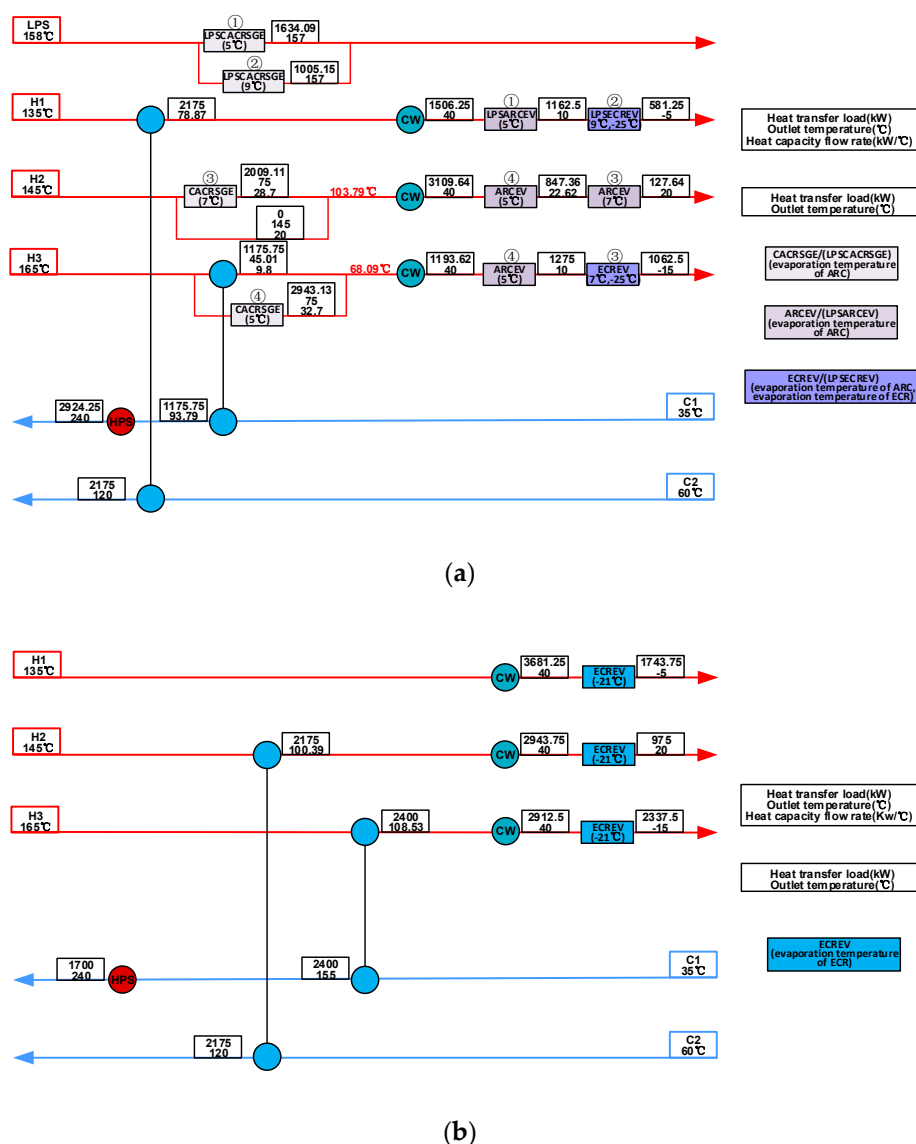 ①
LPS
158℃
LPSCACRSGE
(5℃)
1634.09
157
②
LPSCACRSGE
(9℃)
1005.15
157
H1
135℃
2175
78.87
CW
1506.25
40
①
LPSARCEV
(5℃)
1162.5
10
②
LPSECREV
9℃,-25℃)
581.25
-5
Heat transfer load(kW)
Outlet temperature(℃)
Heat capacity flow rate(kW/℃)
H2
145℃
③
CACRSGE
(7℃)
2009.11
75
28.7
103.79℃
0
145
20
CW
3109.64
40
④
ARCEV
(5℃)
847.36
22.62
③
ARCEV
(7℃)
127.64
20
Heat transfer load(kW)
Outlet temperature(℃)
H3
165℃
1175.75
45.01
9.8
68.09℃
④
CACRSGE
(5℃)
2943.13
75
32.7
CW
1193.62
40
④
ARCEV
(5℃)
1275
10
③
ECREV
7℃,-25℃)
1062.5
-15
CACRSGE/(LPSCACRSGE)
(evaporation temperature
of ARC)
ARCEV/(LPSARCEV)
(evaporation temperature
of ARC)
ECREV/(LPSECREV)
(evaporation temperature of ARC,
evaporation temperature of ECR)
2924.25
240
HPS
1175.75
93.79
C1
35℃
2175
120
C2
60℃
(a)
H1
135℃
CW
3681.25
40
ECREV
(-21℃)
1743.75
-5
H2
145℃
2175
100.39
CW
2943.75
40
ECREV
(-21℃)
975
20
H3
165℃
2400
108.53
CW
2912.5
40
ECREV
(-21℃)
2337.5
-15
Heat transfer load(kW)
Outlet temperature(℃)
Heat capacity flow rate(Kw/℃)
Heat transfer load(kW)
Outlet temperature(℃)
ECREV
(evaporation temperature
of ECR)
1700
240
HPS
2400
155
C1
35℃
2175
120
C2
60℃
(b)